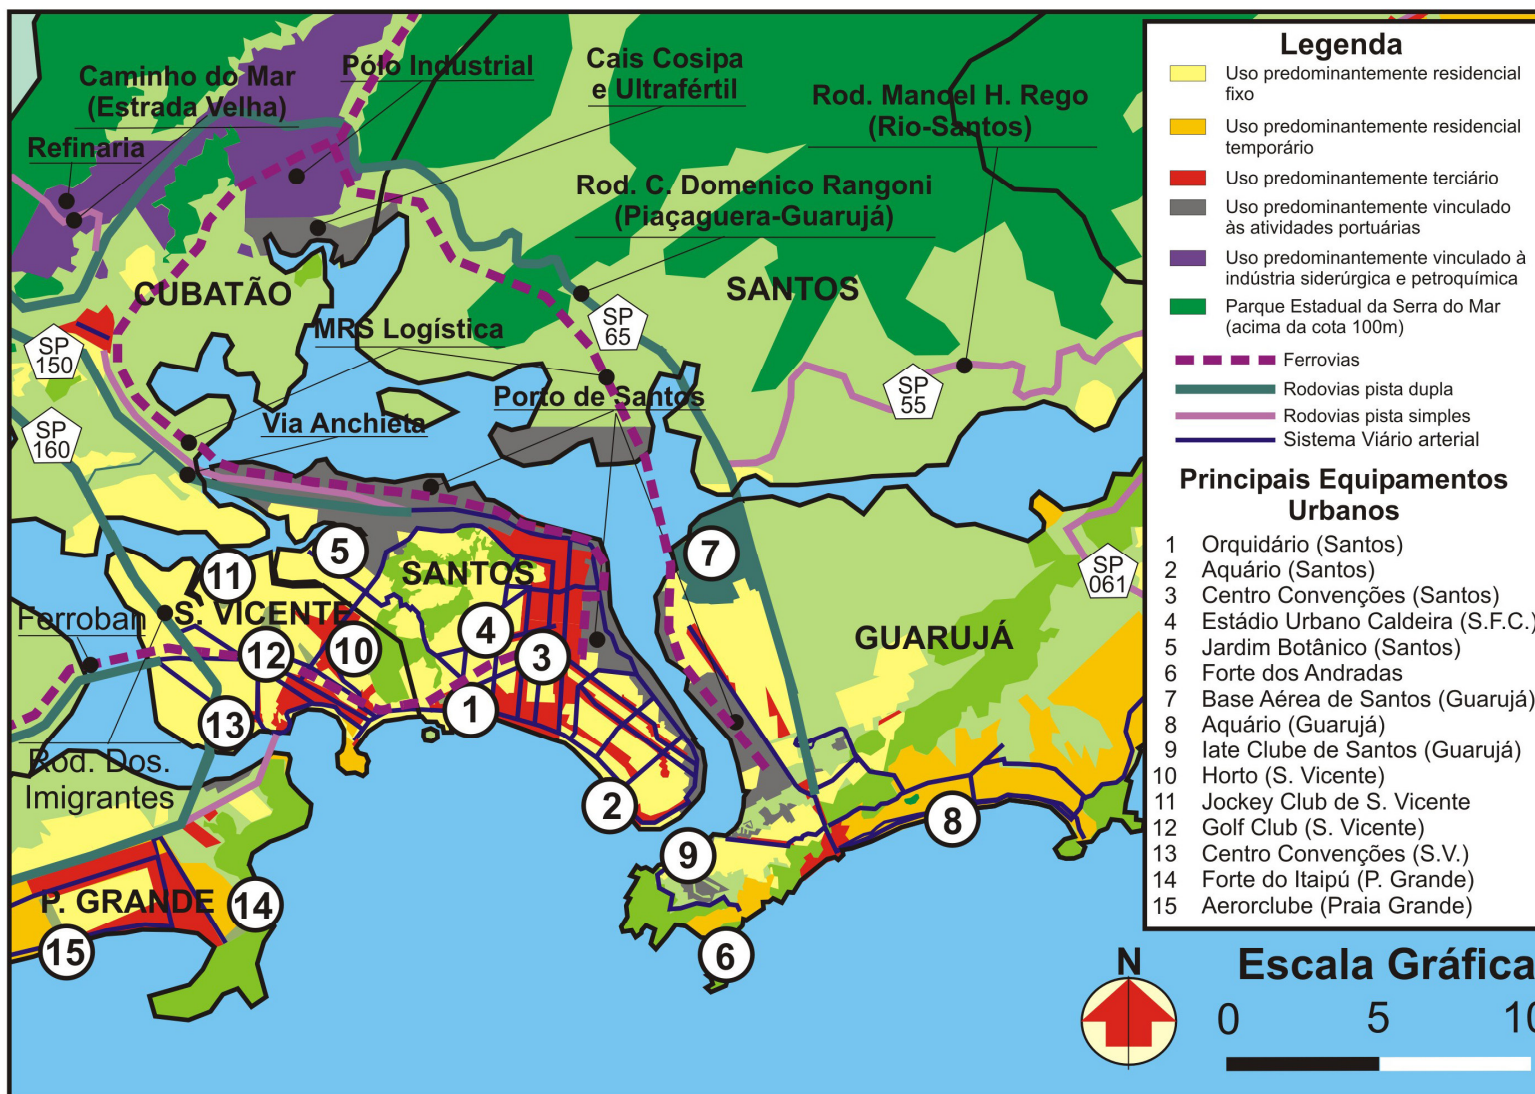 Caminho do Mar
(Estrada Velha)
Pólo Industrial
Cais Cosipa
e Ultrafértil
Rod. Manoel H. Rego
(Rio-Santos)
Refinaria
Rod. C. Domenico Rangoni
(Piaçaguera-Guarujá)
CUBATÃO
SANTOS
MRS Logística
SP
65
SP
150
SP
160
SP
55
Porto de Santos
Via Anchieta
5
7
11
SANTOS
SP
061
S. VICENTE
Ferroban
4
GUARUJÁ
12
10
3
1
13
Rod. Dos.
Imigrantes
2
8
9
P. GRANDE
14
15
6
Legenda
Uso predominantemente residencial
fixo
Uso predominantemente residencial
temporário
Uso predominantemente terciário
Uso predominantemente vinculado
às atividades portuárias
Uso predominantemente vinculado à
indústria siderúrgica e petroquímica
Parque Estadual da Serra do Mar
(acima da cota 100m)
Ferrovias
Rodovias pista dupla
Rodovias pista simples
Sistema Viário arterial
Principais Equipamentos
Urbanos
1 Orquidário (Santos)
2 Aquário (Santos)
3 Centro Convenções (Santos)
4 Estádio Urbano Caldeira (S.F.C.)
5 Jardim Botânico (Santos)
6 Forte dos Andradas
7 Base Aérea de Santos (Guarujá)
8 Aquário (Guarujá)
9 Iate Clube de Santos (Guarujá)
10 Horto (S. Vicente)
11 Jockey Club de S. Vicente
12 Golf Club (S. Vicente)
13 Centro Convenções (S.V.)
14 Forte do Itaipú (P. Grande)
15 Aerorclube (Praia Grande)
N
Escala Gráfica
0 5 10